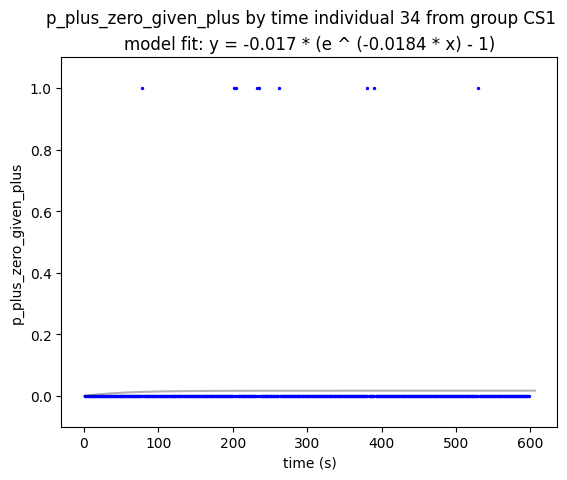 p_plus_zero_given_plus by time individual 34 from group CS1
model fit: y = -0.017 * (e ^ (-0.0184 * x) - 1)
1.0
0.8
0.6
0.4
0.2
0.0
p_plus_zero_given_plus
0 100 200 300 400 500 600
time (s)